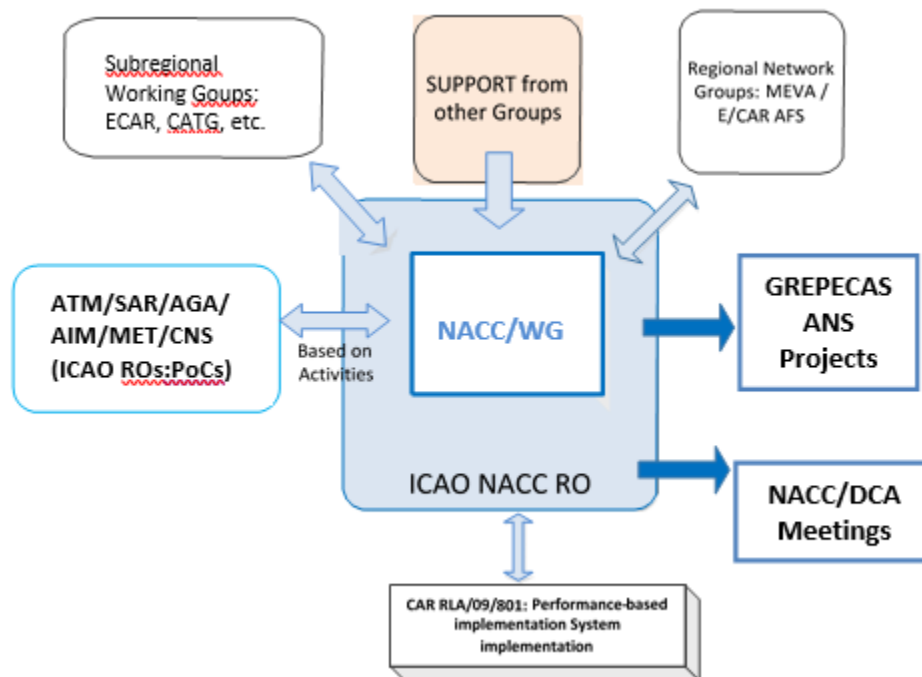 Subregional
Working Goups:
ECAR, CATG, etc.
SUPPORT from
other Groups
Regional Network
Groups: MEVA /
E/CAR AFS
ATM/SAR/AGA/
AIM/MET/CNS
(ICAO ROs:PoCs)
Based on
Activities
NACC/WG
ICAO NACC RO
GREPECAS
ANS
Projects
NACC/DCA
Meetings
CAR RLA/09/801: Performance-based
implementation System
implementation